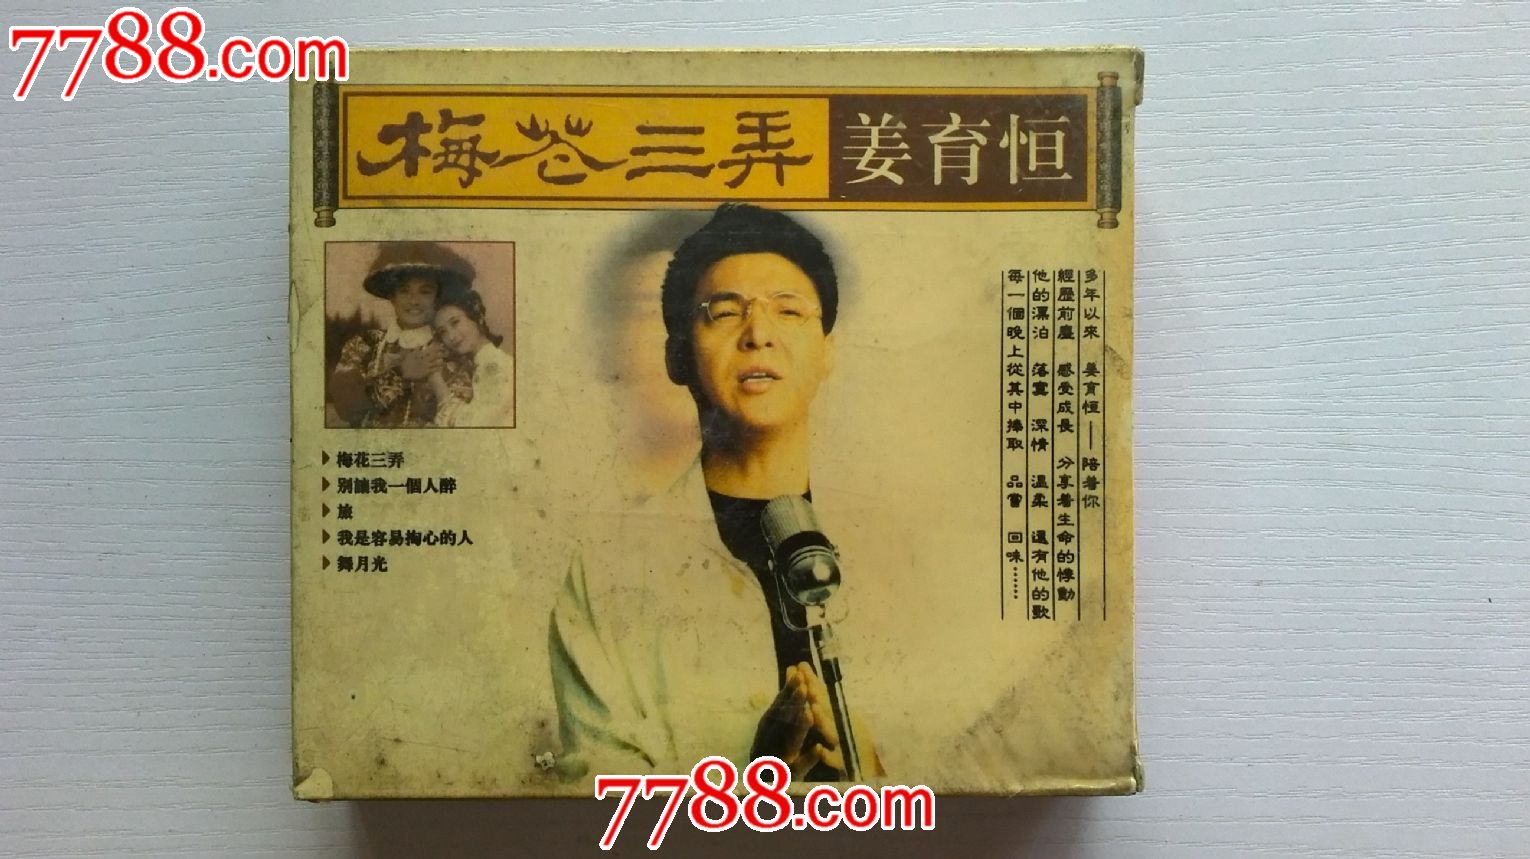 7788.com
梅花三弄
姜育恒
梅花三弄
别讓我一個人醉
旅
我是容易掏心的人
舞月光
多年以來 姜育恒——陪着你
經歷前塵 感受成長 分享着生命的悸動
他的漂泊 落寞 深情 溫柔 還有他的歌
每一個晚上從其中捧取 品嘗 回味……
7788.com